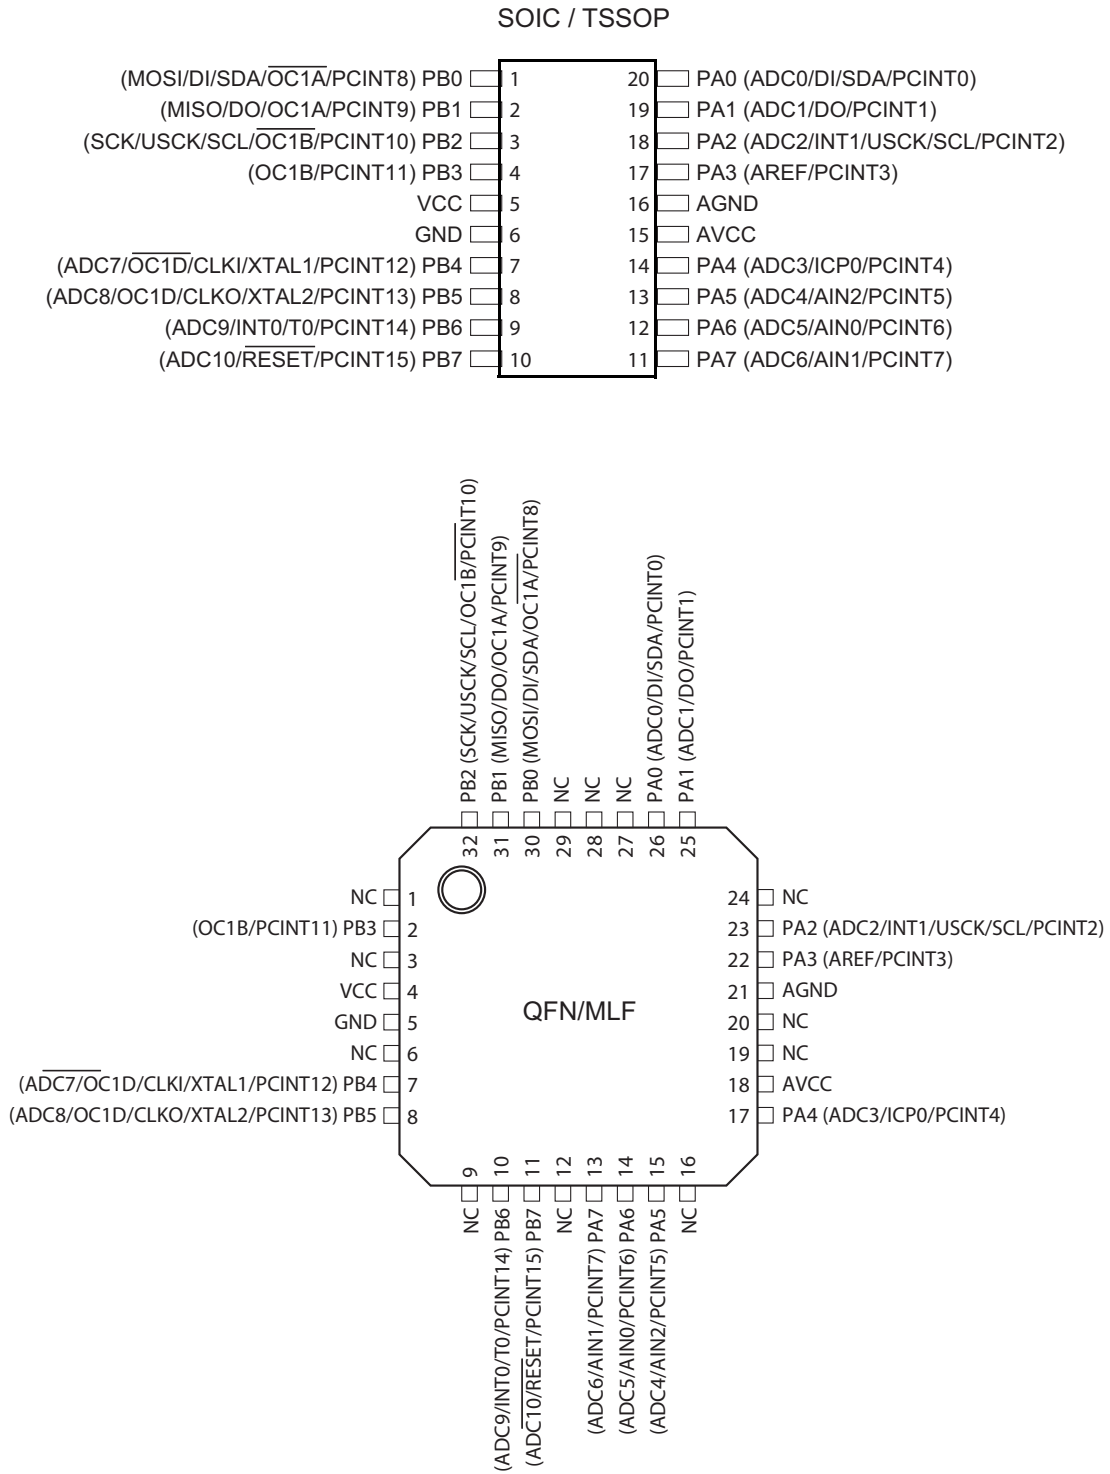 SOIC / TSSOP
(MOSI/DI/SDA/OC1A/PCINT8) PB0 1 20 PA0 (ADC0/DI/SDA/PCINT0)
(MISO/DO/OC1A/PCINT9) PB1 2 19 PA1 (ADC1/DO/PCINT1)
(SCK/USCK/SCL/OC1B/PCINT10) PB2 3 18 PA2 (ADC2/INT1/USCK/SCL/PCINT2)
(OC1B/PCINT11) PB3 4 17 PA3 (AREF/PCINT3)
VCC 5 16 AGND
GND 6 15 AVCC
(ADC7/OC1D/CLKI/XTAL1/PCINT12) PB4 7 14 PA4 (ADC3/ICP0/PCINT4)
(ADC8/OC1D/CLKO/XTAL2/PCINT13) PB5 8 13 PA5 (ADC4/AIN2/PCINT5)
(ADC9/INT0/T0/PCINT14) PB6 9 12 PA6 (ADC5/AIN0/PCINT6)
(ADC10/RESET/PCINT15) PB7 10 11 PA7 (ADC6/AIN1/PCINT7)
32 PB2 (SCK/USCK/SCL/OC1B/PCINT10)
31 PB1 (MISO/DO/OC1A/PCINT9)
30 PB0 (MOSI/DI/SDA/OC1A/PCINT8)
29 NC
28 NC
27 NC
26 PA0 (ADC0/DI/SDA/PCINT0)
25 PA1 (ADC1/DO/PCINT1)
NC 1 24 NC
(OC1B/PCINT11) PB3 2 23 PA2 (ADC2/INT1/USCK/SCL/PCINT2)
NC 3 22 PA3 (AREF/PCINT3)
VCC 4 21 AGND
QFN/MLF
GND 5 20 NC
NC 6 19 NC
(ADC7/OC1D/CLKI/XTAL1/PCINT12) PB4 7 18 AVCC
(ADC8/OC1D/CLKO/XTAL2/PCINT13) PB5 8 17 PA4 (ADC3/ICP0/PCINT4)
NC 9
(ADC9/INT0/T0/PCINT14) PB6 10
(ADC10/RESET/PCINT15) PB7 11
NC 12
(ADC6/AIN1/PCINT7) PA7 13
(ADC5/AIN0/PCINT6) PA6 14
(ADC4/AIN2/PCINT5) PA5 15
NC 16